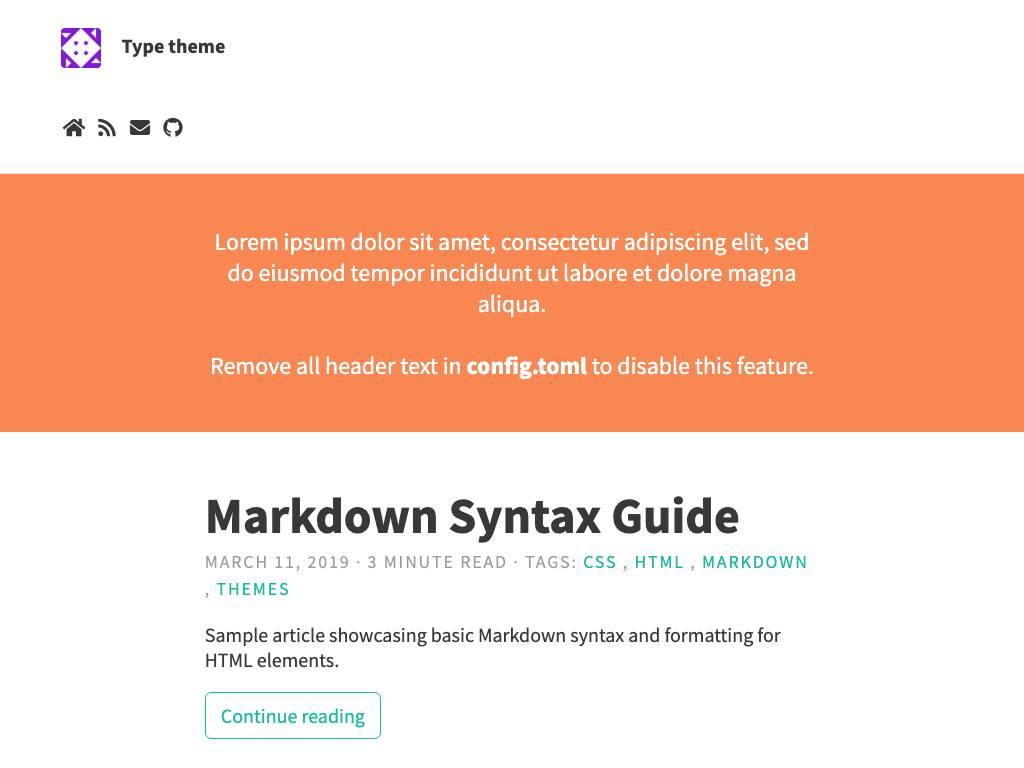 Type theme
Lorem ipsum dolor sit amet, consectetur adipiscing elit, sed
do eiusmod tempor incididunt ut labore et dolore magna
aliqua.
Remove all header text in config.toml to disable this feature.
Markdown Syntax Guide
MARCH 11, 2019 · 3 MINUTE READ · TAGS: CSS , HTML , MARKDOWN
, THEMES
Sample article showcasing basic Markdown syntax and formatting for
HTML elements.
Continue reading